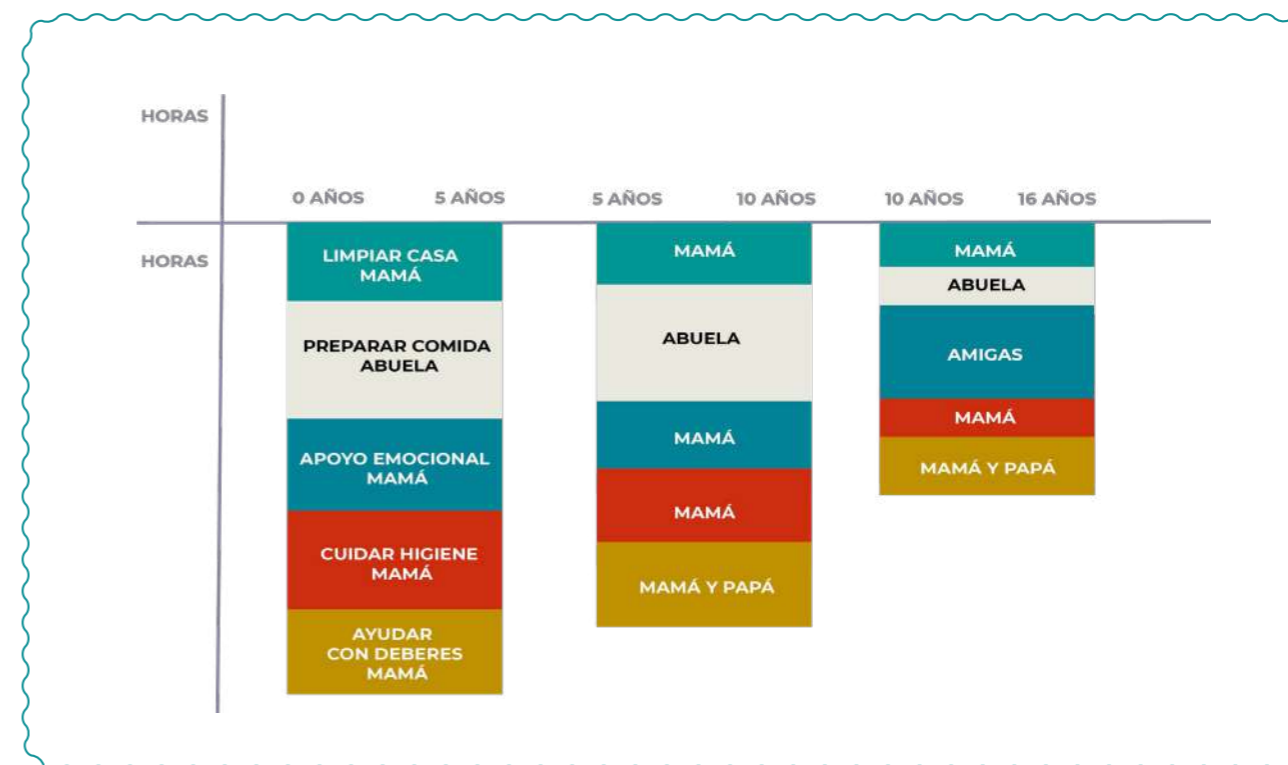 HORAS
0 AÑOS 5 AÑOS 5 AÑOS 10 AÑOS 10 AÑOS 16 AÑOS
HORAS
LIMPIAR CASA
MAMÁ
PREPARAR COMIDA
ABUELA
APOYO EMOCIONAL
MAMÁ
CUIDAR HIGIENE
MAMÁ
AYUDAR
CON DEBERES
MAMÁ
MAMÁ
ABUELA
MAMÁ
MAMÁ
MAMÁ Y PAPÁ
MAMÁ
ABUELA
AMIGAS
MAMÁ
MAMÁ Y PAPÁ